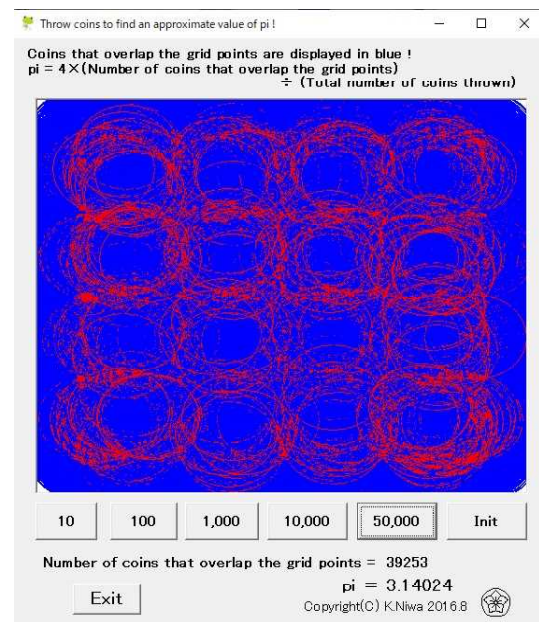 Throw coins to find an approximate value of pi !
Coins that overlap the grid points are displayed in blue !
pi = 4×(Number of coins that overlap the grid points)
÷ (Total number of coins thrown)
10 100 1,000 10,000 50,000 Init
Number of coins that overlap the grid points = 39253
pi = 3.14024
Exit
Copyright(C) K.Niwa 2016.8